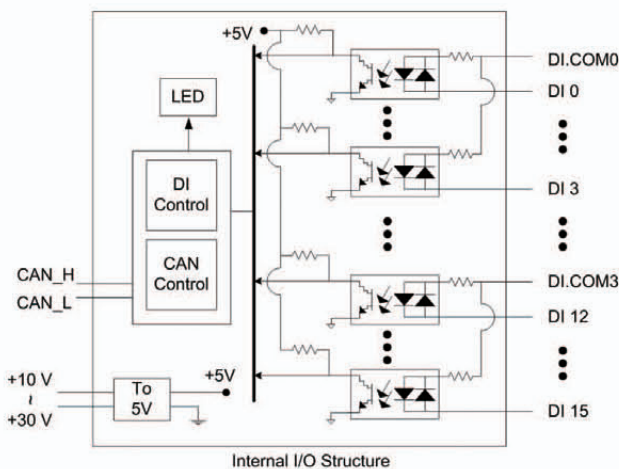 +5V
DI.COM0
LED
DI 0
DI
Control
DI 3
CAN
Control
CAN_H
CAN_L
DI.COM3
DI 12
+10 V
~
+30 V
To
5V
+5V
DI 15
Internal I/O Structure